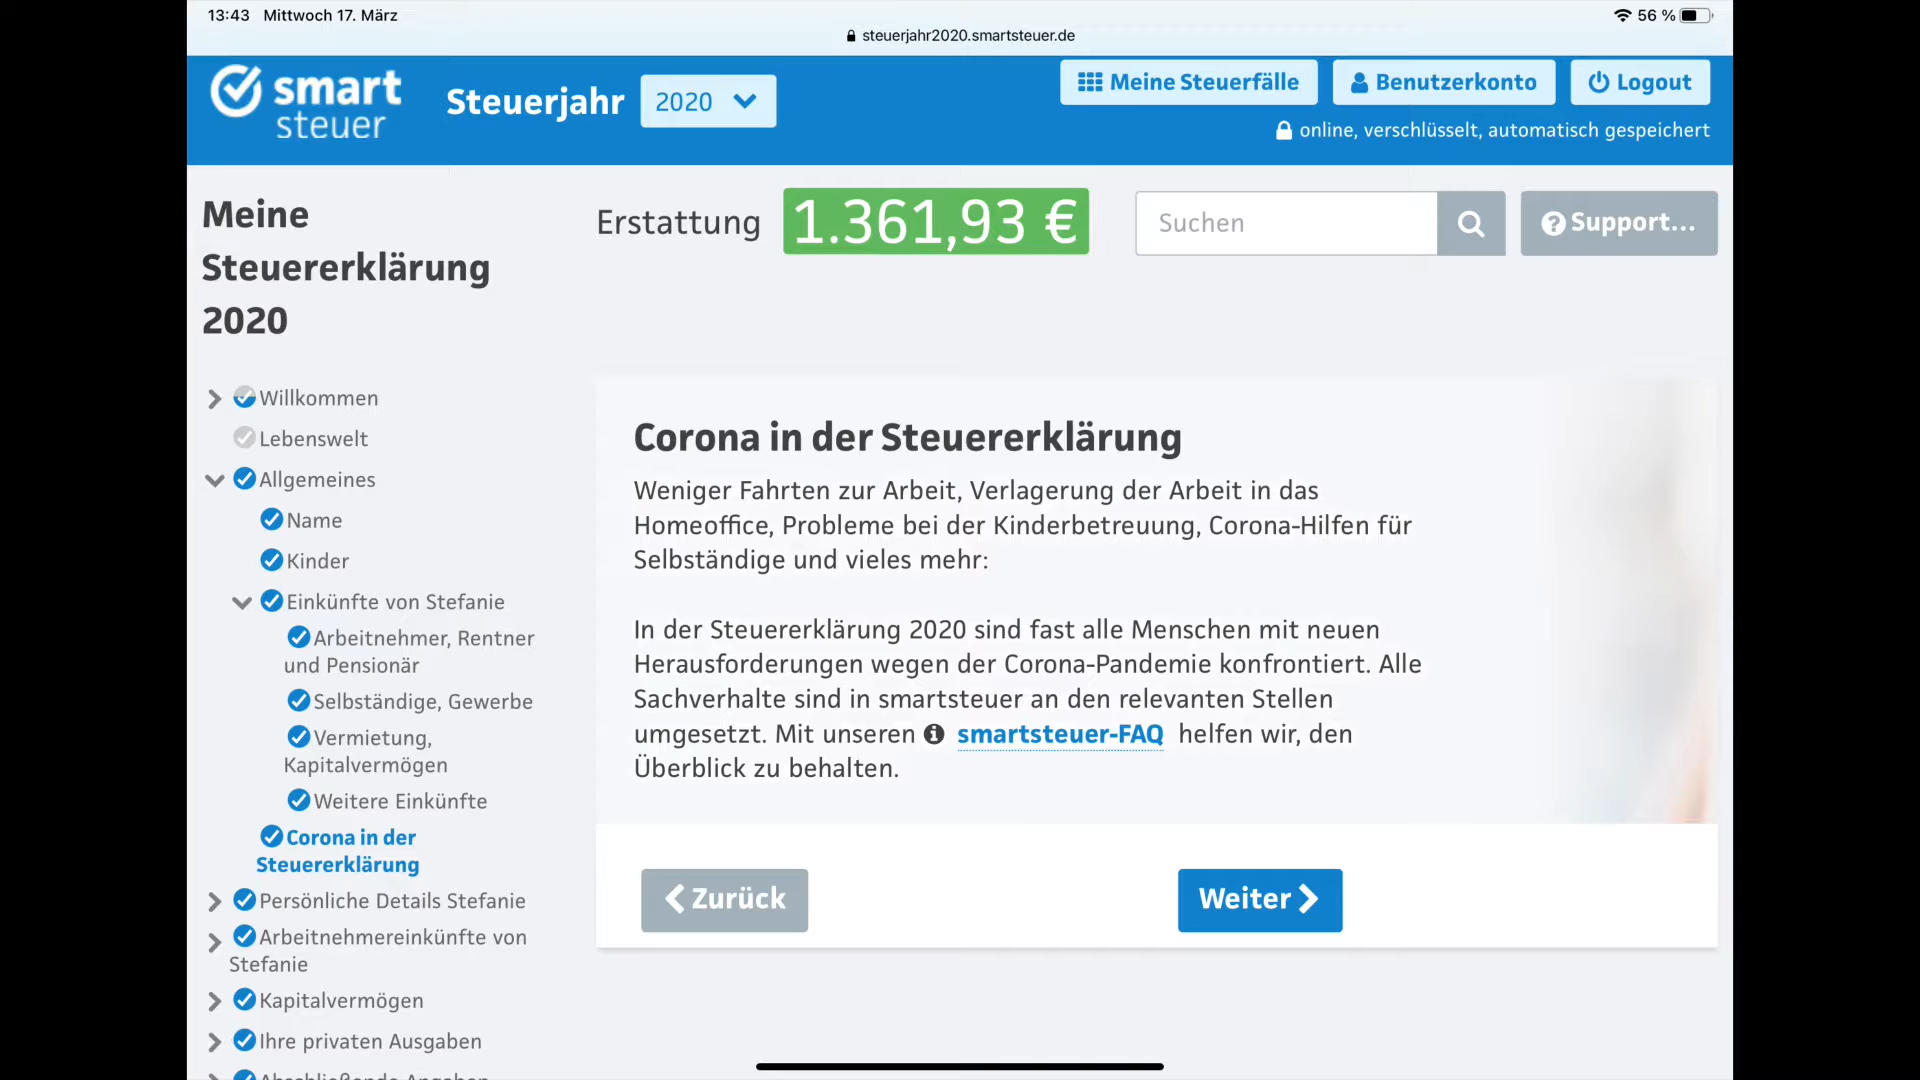 13:43 Mittwoch 17. März
56 %
steuerjahr2020.smartsteuer.de
smart
steuer
Steuerjahr 2020
Meine Steuerfälle
Benutzerkonto
Logout
online, verschlüsselt, automatisch gespeichert
Meine
Steuererklärung
2020
Erstattung 1.361,93 €
Suchen
Support...
Willkommen
Lebenswelt
Allgemeines
Name
Kinder
Einkünfte von Stefanie
Arbeitnehmer, Rentner
und Pensionär
Selbständige, Gewerbe
Vermietung,
Kapitalvermögen
Weitere Einkünfte
Corona in der
Steuererklärung
Persönliche Details Stefanie
Arbeitnehmereinkünfte von
Stefanie
Kapitalvermögen
Ihre privaten Ausgaben
Abschließende Angaben
Corona in der Steuererklärung
Weniger Fahrten zur Arbeit, Verlagerung der Arbeit in das
Homeoffice, Probleme bei der Kinderbetreuung, Corona-Hilfen für
Selbständige und vieles mehr:
In der Steuererklärung 2020 sind fast alle Menschen mit neuen
Herausforderungen wegen der Corona-Pandemie konfrontiert. Alle
Sachverhalte sind in smartsteuer an den relevanten Stellen
umgesetzt. Mit unseren smartsteuer-FAQ helfen wir, den
Überblick zu behalten.
Zurück
Weiter